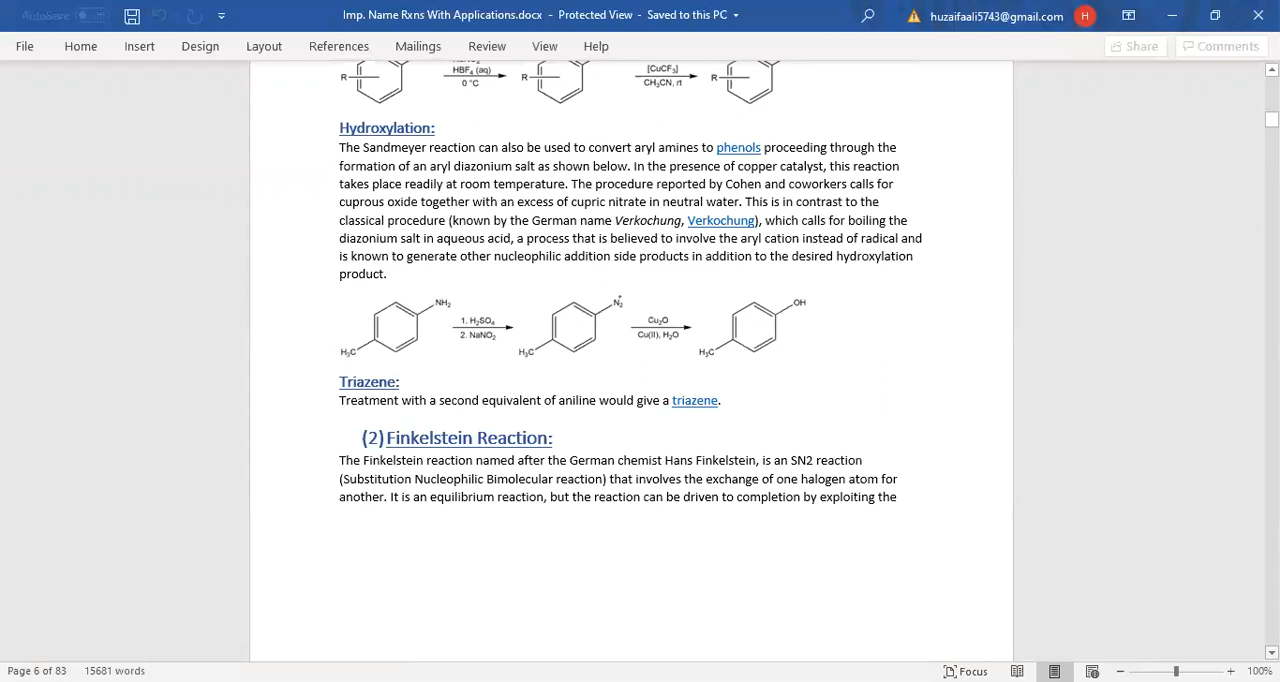 AutoSave Off
Imp. Name Rxns With Applications.docx - Protected View - Saved to this PC
huzaifaali5743@gmail.com H
File Home Insert Design Layout References Mailings Review View Help Share Comments
HBF4 (aq) [CuCF3]
R R R
0 °C CH3CN, rt
Hydroxylation:
The Sandmeyer reaction can also be used to convert aryl amines to phenols proceeding through the
formation of an aryl diazonium salt as shown below. In the presence of copper catalyst, this reaction
takes place readily at room temperature. The procedure reported by Cohen and coworkers calls for
cuprous oxide together with an excess of cupric nitrate in neutral water. This is in contrast to the
classical procedure (known by the German name Verkochung, Verkochung), which calls for boiling the
diazonium salt in aqueous acid, a process that is believed to involve the aryl cation instead of radical and
is known to generate other nucleophilic addition side products in addition to the desired hydroxylation
product.
NH2 N2+ OH
1. H2SO4 Cu2O
2. NaNO2 Cu(II), H2O
H3C H3C H3C
Triazene:
Treatment with a second equivalent of aniline would give a triazene.
(2) Finkelstein Reaction:
The Finkelstein reaction named after the German chemist Hans Finkelstein, is an SN2 reaction
(Substitution Nucleophilic Bimolecular reaction) that involves the exchange of one halogen atom for
another. It is an equilibrium reaction, but the reaction can be driven to completion by exploiting the
Page 6 of 83 15681 words Focus 100%